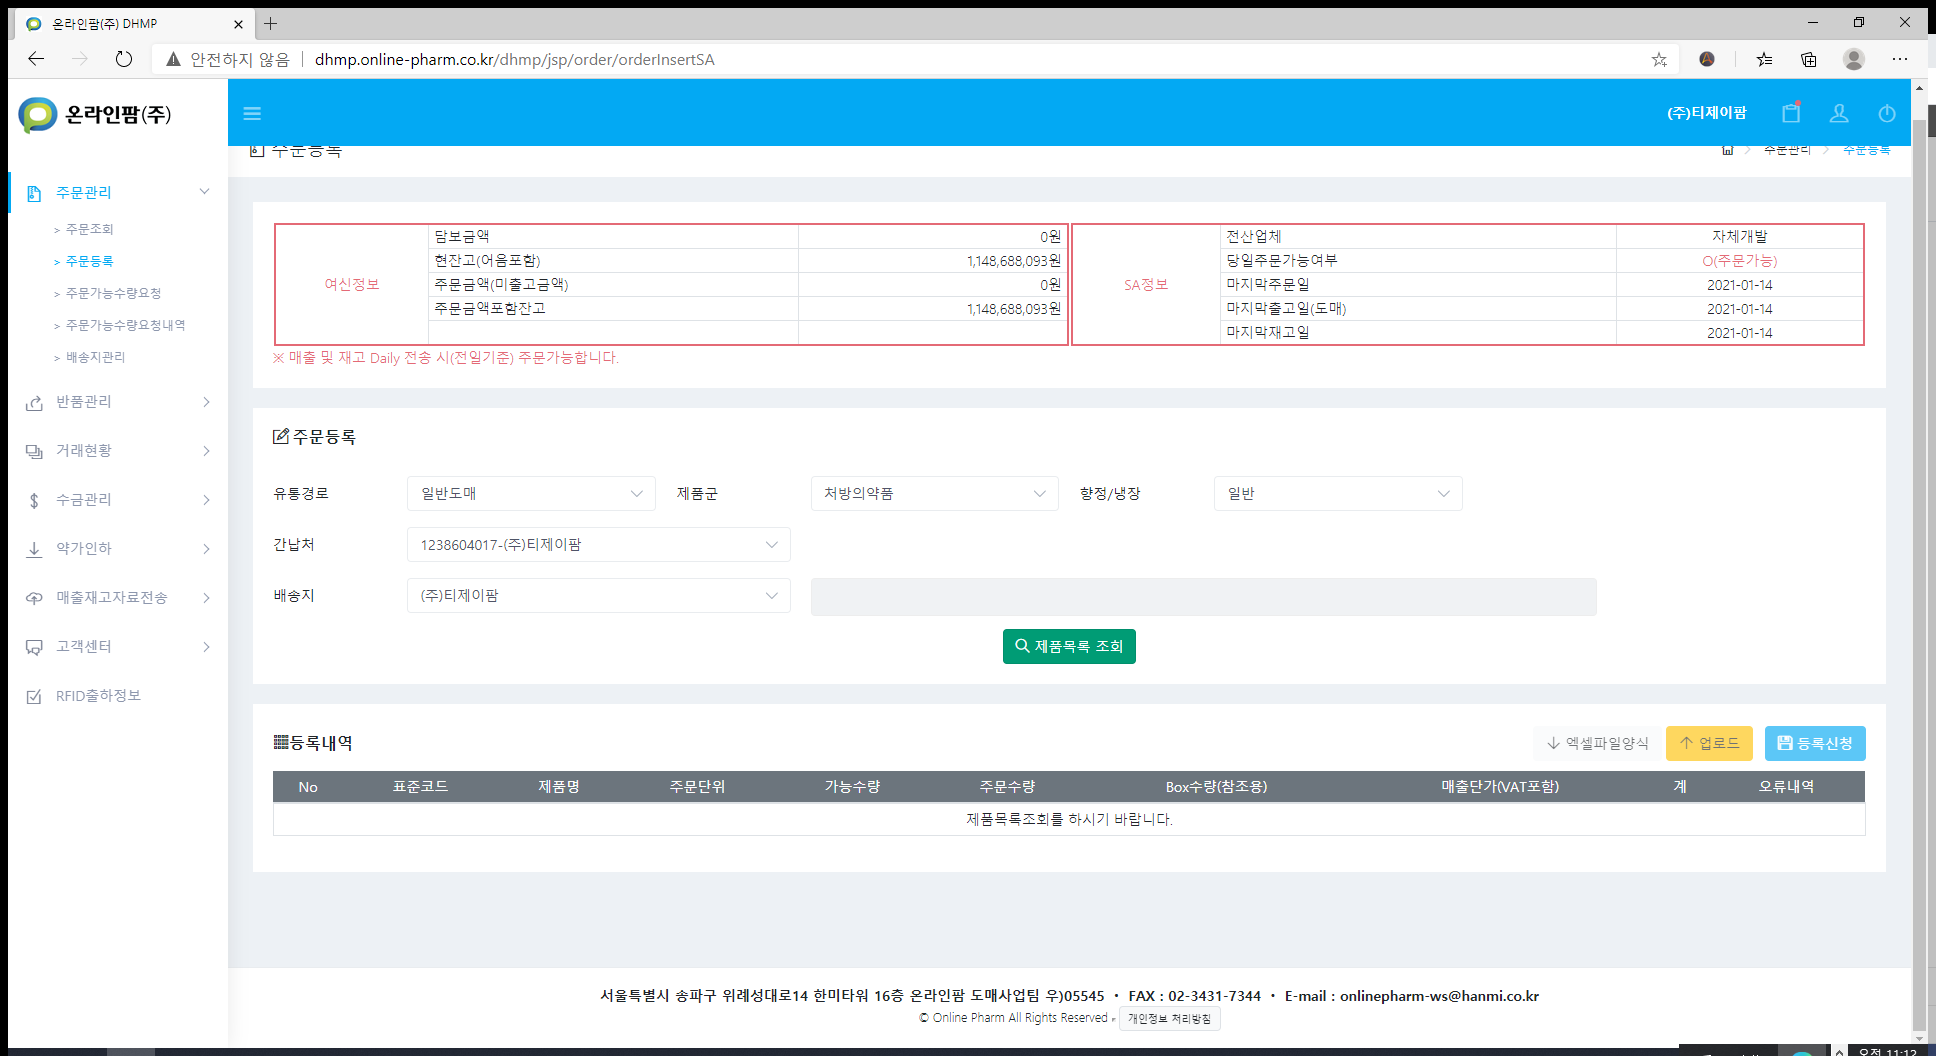 온라인팜(주) DHMP
안전하지 않음
dhmp.online-pharm.co.kr/dhmp/jsp/order/orderInsertSA
온라인팜(주)
(주)티제이팜
주문등록
주문관리
주문등록
주문관리
> 주문조회
> 주문등록
> 주문가능수량요청
> 주문가능수량요청내역
> 배송지관리
반품관리
거래현황
수금관리
약가인하
매출재고자료전송
고객센터
RFID출하정보
여신정보
담보금액 0원
현잔고(어음포함) 1,148,688,093원
주문금액(미출고금액) 0원
주문금액포함잔고 1,148,688,093원
SA정보
전산업체 자체개발
당일주문가능여부 O(주문가능)
마지막주문일 2021-01-14
마지막출고일(도매) 2021-01-14
마지막재고일 2021-01-14
※ 매출 및 재고 Daily 전송 시(전일기준) 주문가능합니다.
주문등록
유통경로 일반도매 제품군 처방의약품 향정/냉장 일반
간납처 1238604017-(주)티제이팜
배송지 (주)티제이팜
제품목록 조회
등록내역
엑셀파일양식 업로드 등록신청
No 표준코드 제품명 주문단위 가능수량 주문수량 Box수량(참조용) 매출단가(VAT포함) 계 오류내역
제품목록조회를 하시기 바랍니다.
서울특별시 송파구 위례성대로14 한미타워 16층 온라인팜 도매사업팀 우)05545 • FAX : 02-3431-7344 • E-mail : onlinepharm-ws@hanmi.co.kr
© Online Pharm All Rights Reserved 개인정보 처리방침
오전 11:12